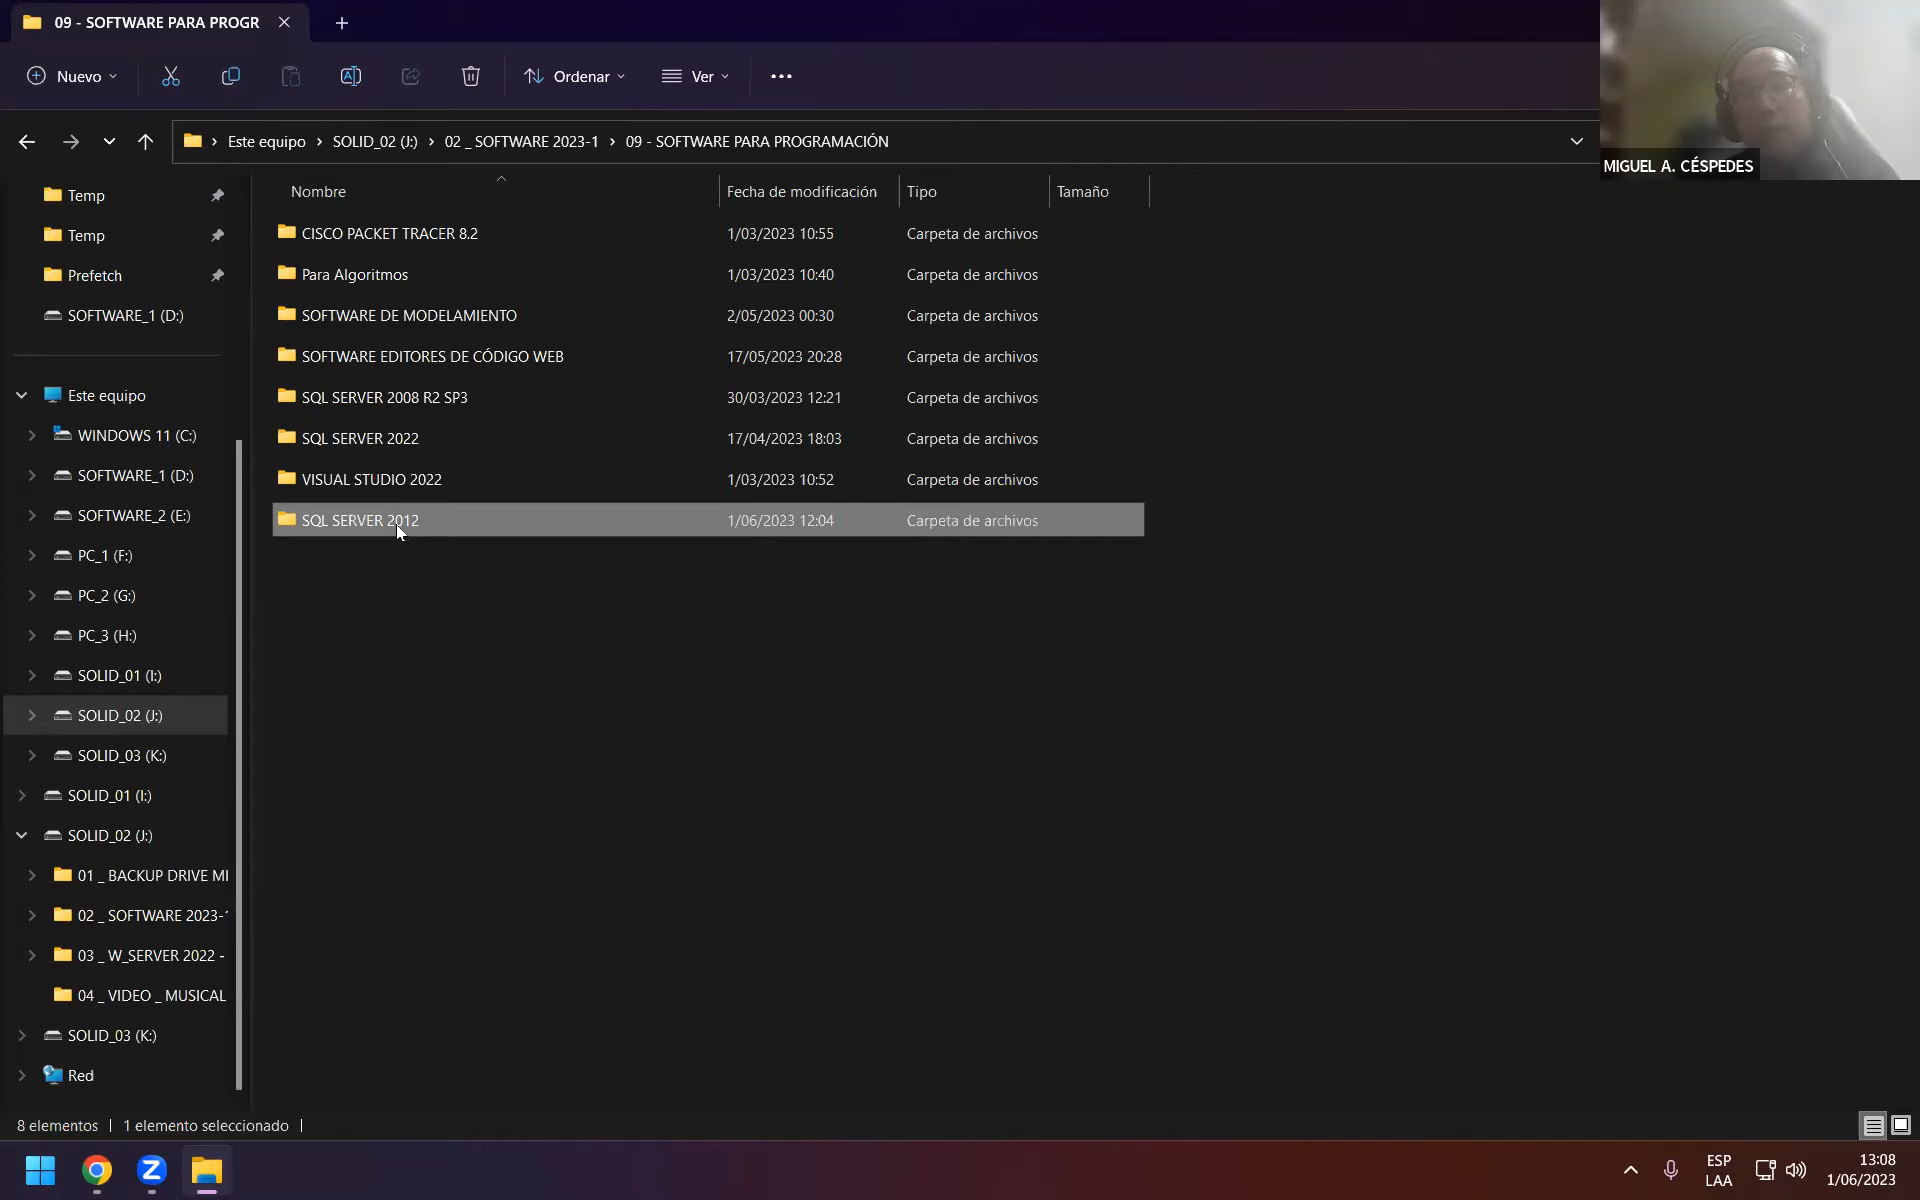 09 - SOFTWARE PARA PROGR
Nuevo
Ordenar
Ver
Este equipo > SOLID_02 (J:) > 02 _ SOFTWARE 2023-1 > 09 - SOFTWARE PARA PROGRAMACIÓN
MIGUEL A. CÉSPEDES
Nombre Fecha de modificación Tipo Tamaño
CISCO PACKET TRACER 8.2 1/03/2023 10:55 Carpeta de archivos
Para Algoritmos 1/03/2023 10:40 Carpeta de archivos
SOFTWARE DE MODELAMIENTO 2/05/2023 00:30 Carpeta de archivos
SOFTWARE EDITORES DE CÓDIGO WEB 17/05/2023 20:28 Carpeta de archivos
SQL SERVER 2008 R2 SP3 30/03/2023 12:21 Carpeta de archivos
SQL SERVER 2022 17/04/2023 18:03 Carpeta de archivos
VISUAL STUDIO 2022 1/03/2023 10:52 Carpeta de archivos
SQL SERVER 2012 1/06/2023 12:04 Carpeta de archivos
Temp
Temp
Prefetch
SOFTWARE_1 (D:)
Este equipo
WINDOWS 11 (C:)
SOFTWARE_1 (D:)
SOFTWARE_2 (E:)
PC_1 (F:)
PC_2 (G:)
PC_3 (H:)
SOLID_01 (I:)
SOLID_02 (J:)
SOLID_03 (K:)
SOLID_01 (I:)
SOLID_02 (J:)
01 _ BACKUP DRIVE MI
02 _ SOFTWARE 2023-1
03 _ W_SERVER 2022 -
04 _ VIDEO _ MUSICAL
SOLID_03 (K:)
Red
8 elementos | 1 elemento seleccionado |
ESP
LAA
13:08
1/06/2023